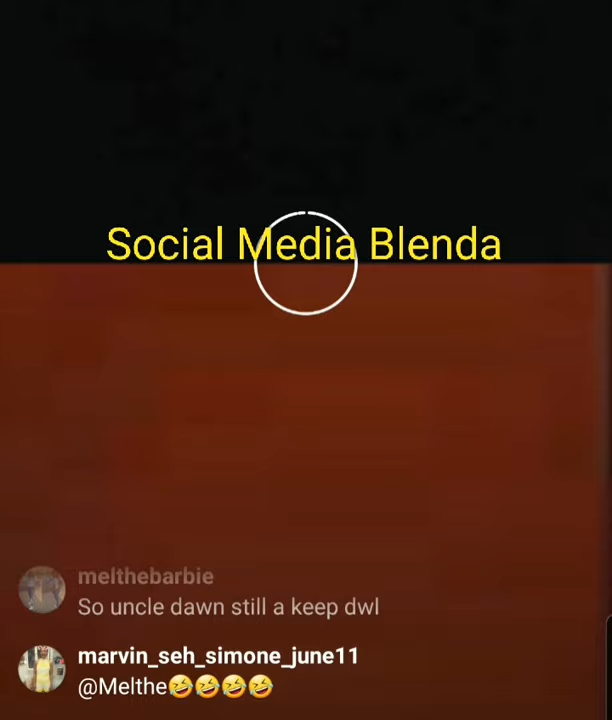 Social Media Blenda
melthebarbie
So uncle dawn still a keep dwl
marvin_seh_simone_june11
@Melthe🤣🤣🤣🤣